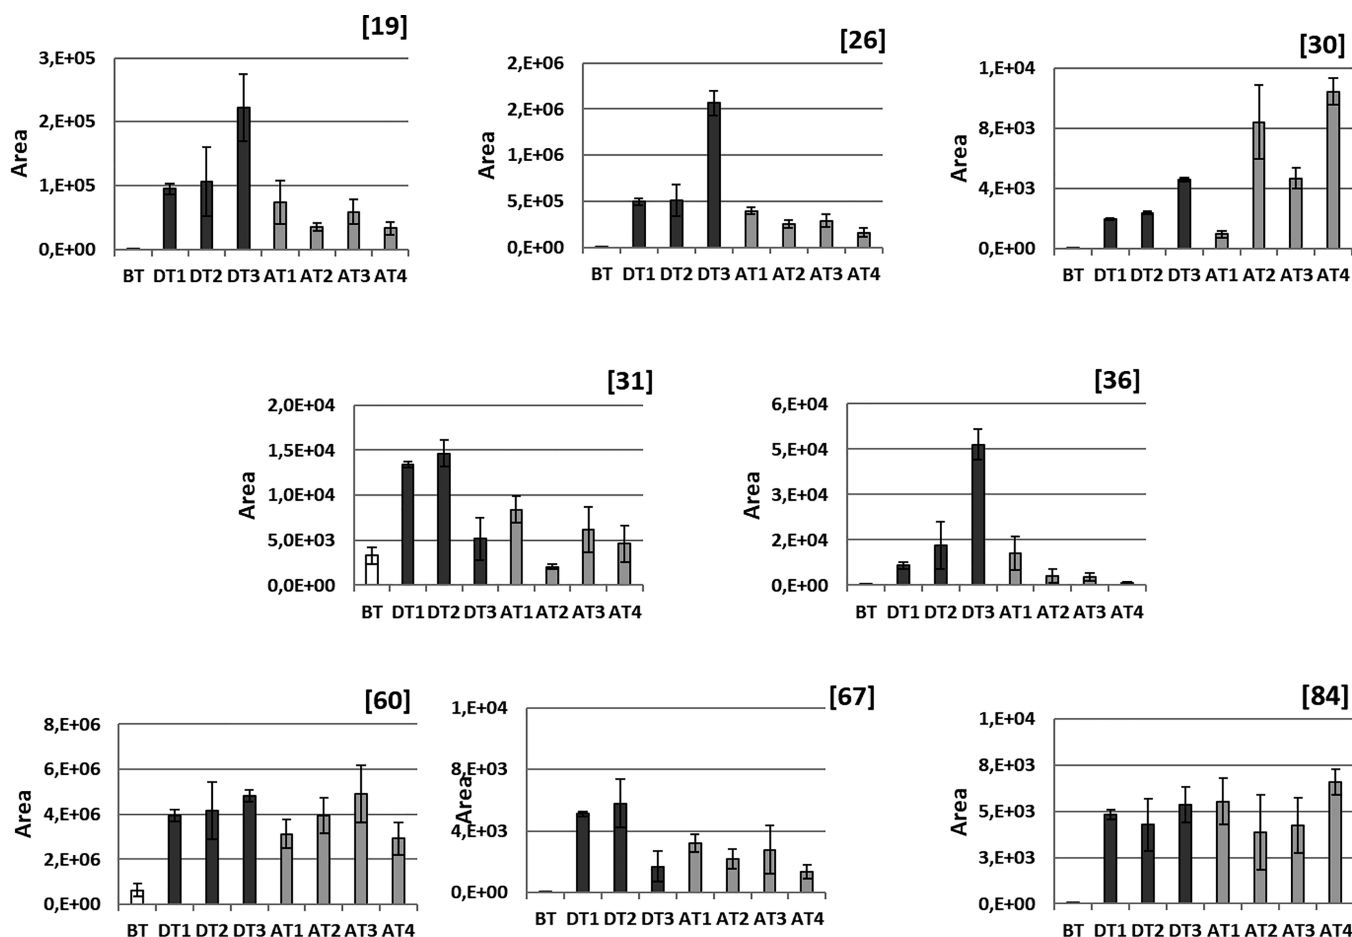 [19]
3,E+05
2,E+05
1,E+05
0,E+00
Area
BT DT1 DT2 DT3 AT1 AT2 AT3 AT4
[26]
2,E+06
2,E+06
1,E+06
5,E+05
0,E+00
Area
BT DT1 DT2 DT3 AT1 AT2 AT3 AT4
[30]
1,E+04
8,E+03
4,E+03
0,E+00
Area
BT DT1 DT2 DT3 AT1 AT2 AT3 AT4
[31]
2,0E+04
1,5E+04
1,0E+04
5,0E+03
0,0E+00
Area
BT DT1 DT2 DT3 AT1 AT2 AT3 AT4
[36]
6,E+04
5,E+04
3,E+04
2,E+04
0,E+00
Area
BT DT1 DT2 DT3 AT1 AT2 AT3 AT4
[60]
8,E+06
6,E+06
4,E+06
2,E+06
0,E+00
Area
BT DT1 DT2 DT3 AT1 AT2 AT3 AT4
[67]
1,E+04
8,E+03
4,E+03
0,E+00
Area
BT DT1 DT2 DT3 AT1 AT2 AT3 AT4
[84]
1,E+04
8,E+03
5,E+03
3,E+03
0,E+00
Area
BT DT1 DT2 DT3 AT1 AT2 AT3 AT4